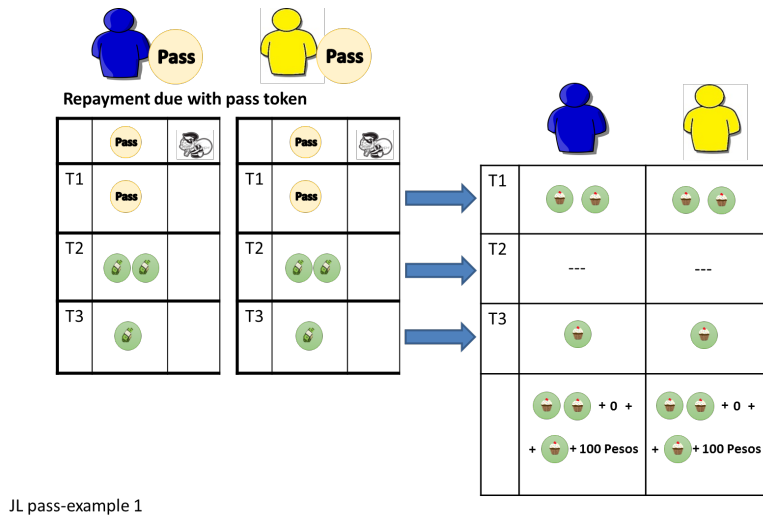 Pass Pass
Repayment due with pass token
Pass Pass
T1 Pass T1 Pass T1
T2 T2 T2 --- ---
T3 T3 T3
+ 0 + + 0 +
+ + 100 Pesos + + 100 Pesos
JL pass-example 1